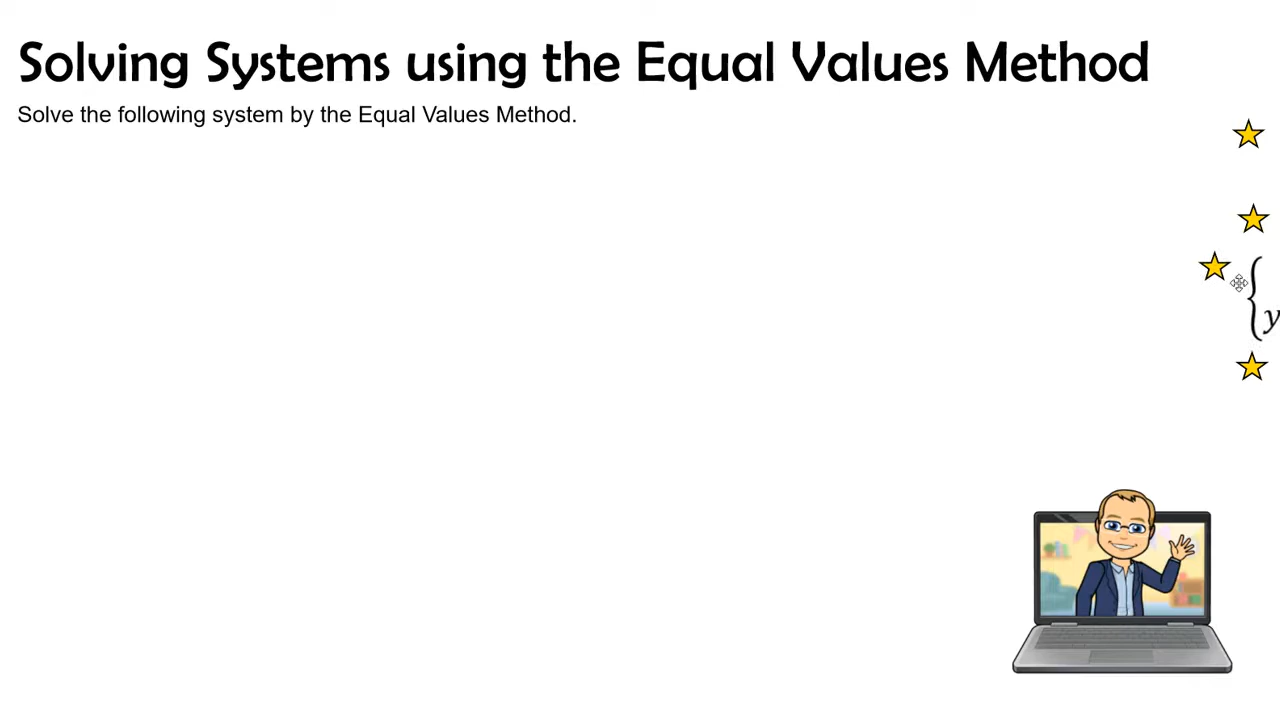 Solving Systems using the Equal Values Method
Solve the following system by the Equal Values Method.
{
y